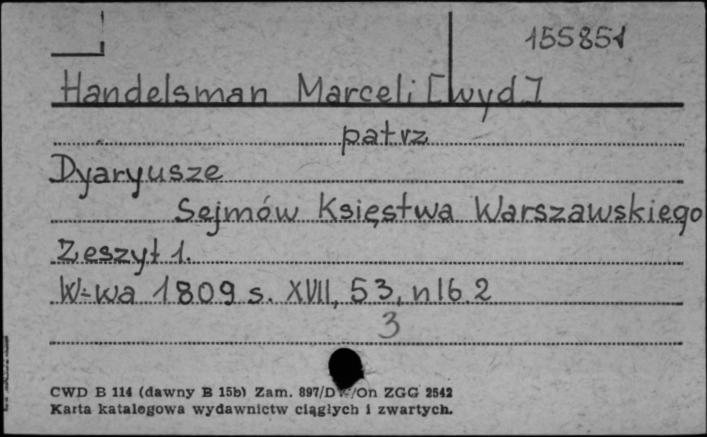 155851
Handelsman Marceli [wyd.]
patrz
Dyaryusze
Sejmów Księstwa Warszawskiego
Zeszyt 1.
W-wa 1809 s. XVII, 53, nlb. 2
3
CWD B 114 (dawny B 15b) Zam. 897/D /On ZGG 2542
Karta katalogowa wydawnictw ciągłych i zwartych.